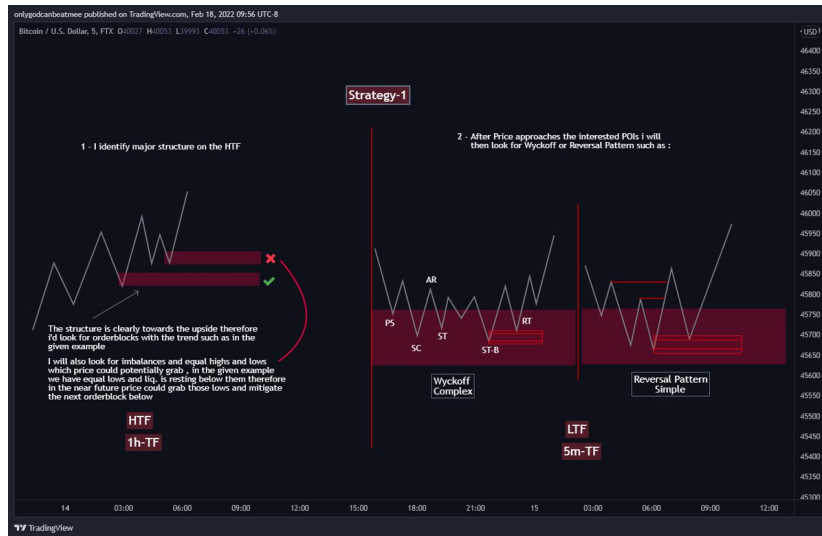 onlygodcanbeatmee published on TradingView.com, Feb 18, 2022 09:56 UTC-8
Bitcoin / U.S. Dollar, 5, FTX O40027 H40053 L39993 C40053 +26 (+0.06%)
USD
Strategy-1
1 - I identify major structure on the HTF
2 - After Price approaches the interested POIs i will
then look for Wyckoff or Reversal Pattern such as :
The structure is clearly towards the upside therefore
i'd look for orderblocks with the trend such as in the
given example
I will also look for imbalances and equal highs and lows
which price could potentially grab , in the given example
we have equal lows and liq. is resting below them therefore
in the near future price could grab those lows and mitigate
the next orderblock below
HTF
1h-TF
PS
SC
AR
ST
ST-B
RT
Wyckoff
Complex
Reversal Pattern
Simple
LTF
5m-TF
46400
46350
46300
46250
46200
46150
46100
46050
46000
45950
45900
45850
45800
45750
45700
45650
45600
45550
45500
45450
45400
45350
45300
14 03:00 06:00 09:00 12:00 15:00 18:00 21:00 15 03:00 06:00 09:00 12:00
TradingView